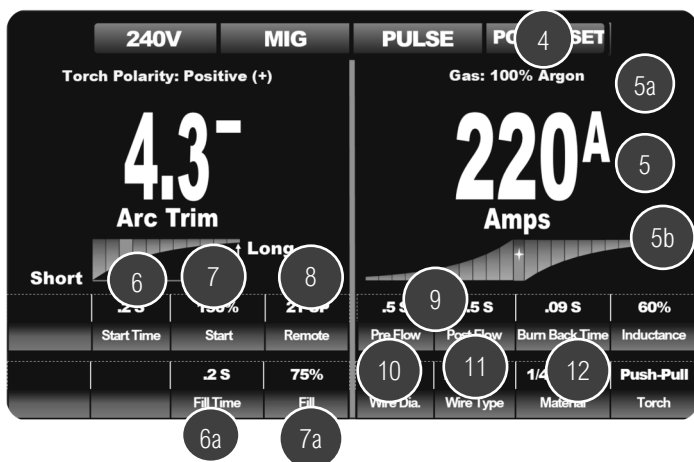 240V MIG PULSE 4
Torch Polarity: Positive (+) Gas: 100% Argon 5a
4.3 220A 5
Arc Trim Amps
Long 5b
Short 6 7 8
.5 S 9 .5 S .09 S 60%
Start Time Start Remote Pre Flow Post Flow Burn Back Time Inductance
.2 S 75% 10 11 12 Push-Pull
Fill Time Fill Wire Dia. Wire Type Material Torch
6a 7a